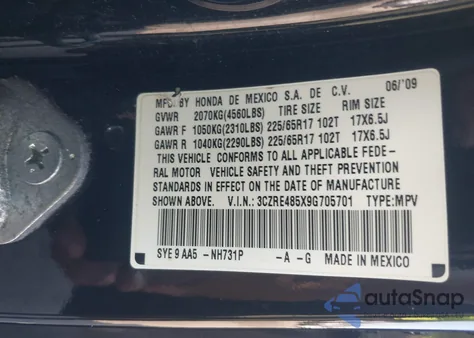 MFG. BY HONDA DE MEXICO S.A. DE C.V. 06/'09
GVWR 2070KG(4560LBS) TIRE SIZE RIM SIZE
GAWR F 1050KG(2310LBS) 225/65R17 102T 17X6.5J
GAWR R 1040KG(2290LBS) 225/65R17 102T 17X6.5J
THIS VEHICLE CONFORMS TO ALL APPLICABLE FEDE-
RAL MOTOR VEHICLE SAFETY AND THEFT PREVENTION
STANDARDS IN EFFECT ON THE DATE OF MANUFACTURE
SHOWN ABOVE. V.I.N.: 3CZRE485X9G705701 TYPE:MPV
SYE 9 AA5 -NH731P -A -G MADE IN MEXICO
autoSnap